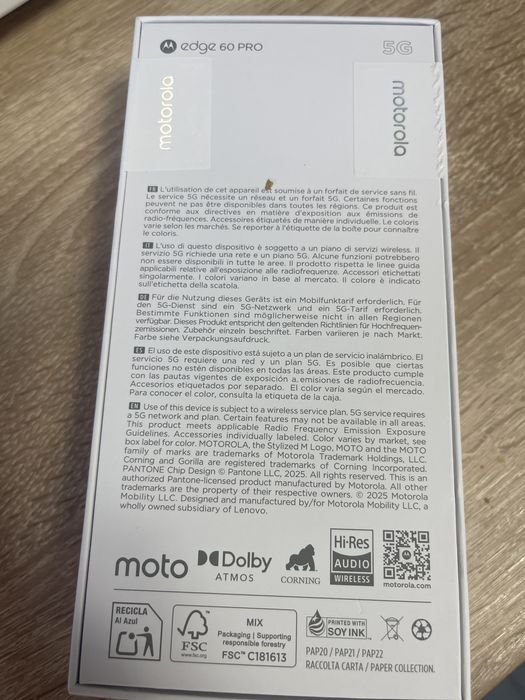 edge 60 PRO
5G
motorola
motorola
FR L'utilisation de cet appareil est soumise à un forfait de service sans fil.
Le service 5G nécessite un réseau et un forfait 5G. Certaines fonctions
peuvent ne pas être disponibles dans toutes les régions. Ce produit est
conforme aux directives en matière d'exposition aux émissions de
radio-fréquences. Accessoires étiquetés de manière individuelle. Le coloris
varie selon les marchés. Se reporter à l'étiquette de la boîte pour connaître
le coloris.
IT L'uso di questo dispositivo è soggetto a un piano di servizi wireless. Il
servizio 5G richiede una rete e un piano 5G. Alcune funzioni potrebbero
non essere disponibili in tutte le aree. Il prodotto rispetta le linee guida
applicabili relative all'esposizione alle radiofrequenze. Accessori etichettati
singolarmente. I colori variano in base al mercato. Il colore è indicato
sull'etichetta della scatola.
DE Für die Nutzung dieses Geräts ist ein Mobilfunktarif erforderlich. Für
den 5G-Dienst sind ein 5G-Netzwerk und ein 5G-Tarif erforderlich.
Bestimmte Funktionen sind möglicherweise nicht in allen Regionen
verfügbar. Dieses Produkt entspricht den geltenden Richtlinien für Hochfrequen-
zemissionen. Zubehör einzeln beschriftet. Farben variieren je nach Markt.
Farbe siehe Verpackungsaufdruck.
ES El uso de este dispositivo está sujeto a un plan de servicio inalámbrico. El
servicio 5G requiere una red y un plan 5G. Es posible que ciertas
funciones no estén disponibles en todas las áreas. Este producto cumple
con las pautas vigentes de exposición a emisiones de radiofrecuencia.
Accesorios etiquetados por separado. El color varía según el mercado.
Para conocer el color, consulta la etiqueta de la caja.
EN Use of this device is subject to a wireless service plan. 5G service requires
a 5G network and plan. Certain features may not be available in all areas.
This product meets applicable Radio Frequency Emission Exposure
Guidelines. Accessories individually labeled. Color varies by market, see
box label for color. MOTOROLA, the Stylized M Logo, MOTO and the MOTO
family of marks are trademarks of Motorola Trademark Holdings, LLC.
Corning and Gorilla are registered trademarks of Corning Incorporated.
PANTONE Chip Design © Pantone LLC, 2025. All rights reserved. This is an
authorized Pantone-licensed product manufactured by Motorola. All other
trademarks are the property of their respective owners. © 2025 Motorola
Mobility LLC. Designed and manufactured by/for Motorola Mobility LLC, a
wholly owned subsidiary of Lenovo.
moto
Dolby
ATMOS
CORNING
Hi-Res
AUDIO
WIRELESS
motorola.com
RECICLA
Al Azul
FSC
www.fsc.org
MIX
Packaging | Supporting
responsible forestry
FSC™ C181613
PRINTED WITH
SOY INK
PAP20 / PAP21 / PAP22
RACCOLTA CARTA / PAPER COLLECTION.